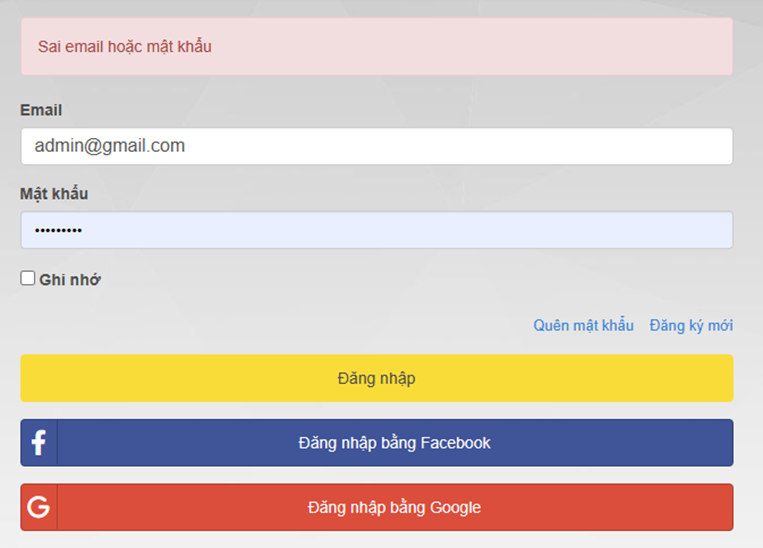 Sai email hoặc mật khẩu
Email
admin@gmail.com
Mật khẩu
•••••••••
Ghi nhớ
Quên mật khẩu Đăng ký mới
Đăng nhập
Đăng nhập bằng Facebook
Đăng nhập bằng Google